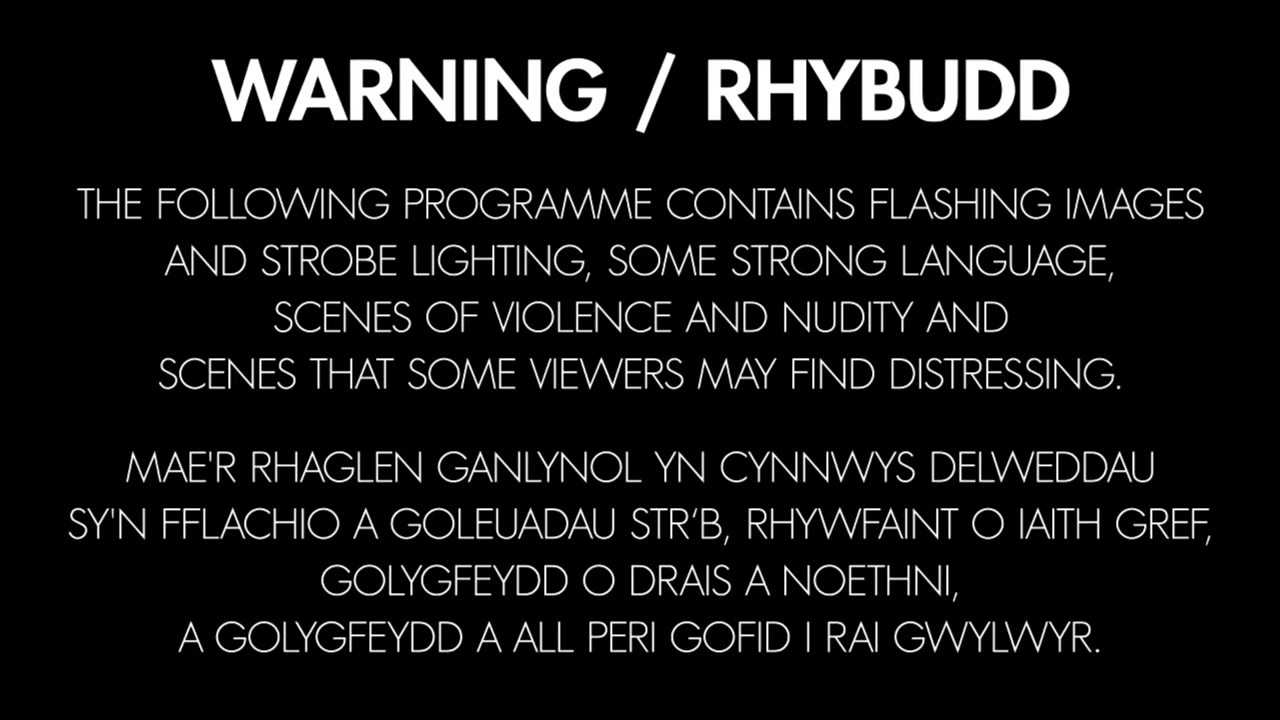 WARNING / RHYBUDD
THE FOLLOWING PROGRAMME CONTAINS FLASHING IMAGES
AND STROBE LIGHTING, SOME STRONG LANGUAGE,
SCENES OF VIOLENCE AND NUDITY AND
SCENES THAT SOME VIEWERS MAY FIND DISTRESSING.
MAE'R RHAGLEN GANLYNOL YN CYNNWYS DELWEDDAU
SY'N FFLACHIO A GOLEUADAU STR‘B, RHYWFAINT O IAITH GREF,
GOLYGFEYDD O DRAIS A NOETHNI,
A GOLYGFEYDD A ALL PERI GOFID I RAI GWYLWYR.